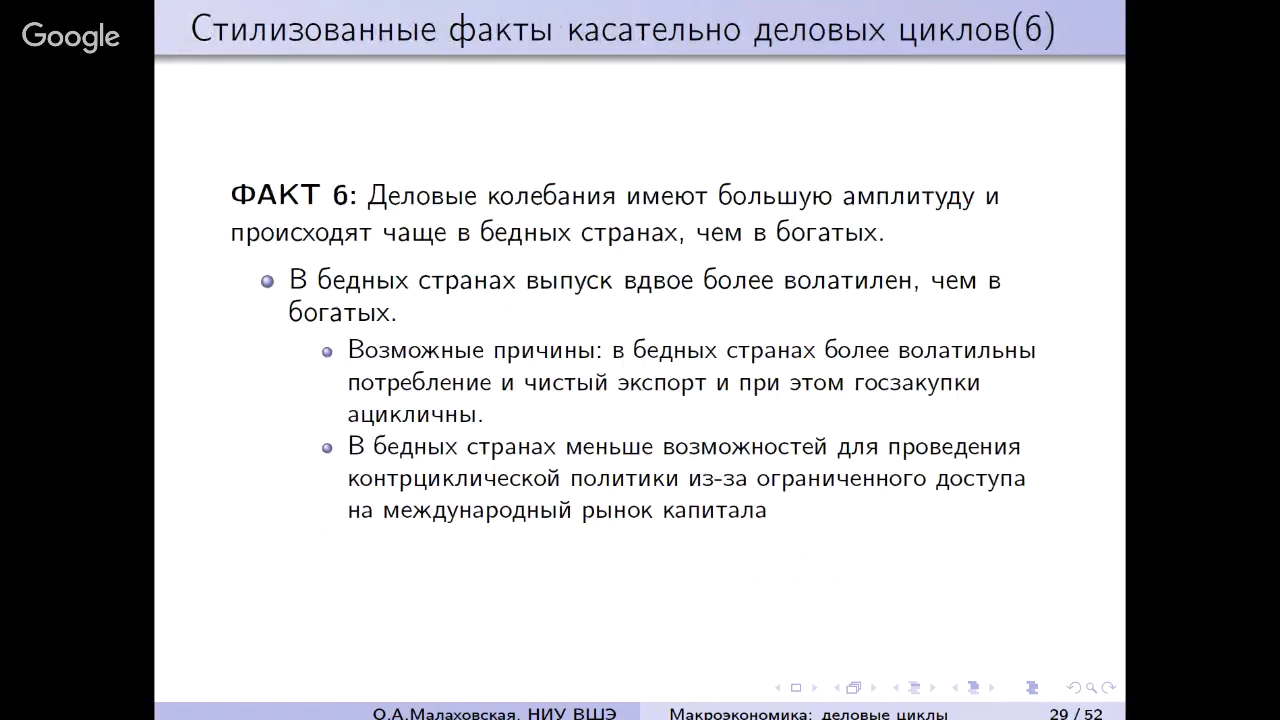 Google
Стилизованные факты касательно деловых циклов(6)
ФАКТ 6: Деловые колебания имеют большую амплитуду и
происходят чаще в бедных странах, чем в богатых.
В бедных странах выпуск вдвое более волатилен, чем в
богатых.
Возможные причины: в бедных странах более волатильны
потребление и чистый экспорт и при этом госзакупки
ацикличны.
В бедных странах меньше возможностей для проведения
контрциклической политики из-за ограниченного доступа
на международный рынок капитала
О.А.Малаховская, НИУ ВШЭ Макроэкономика: деловые циклы 29 / 52